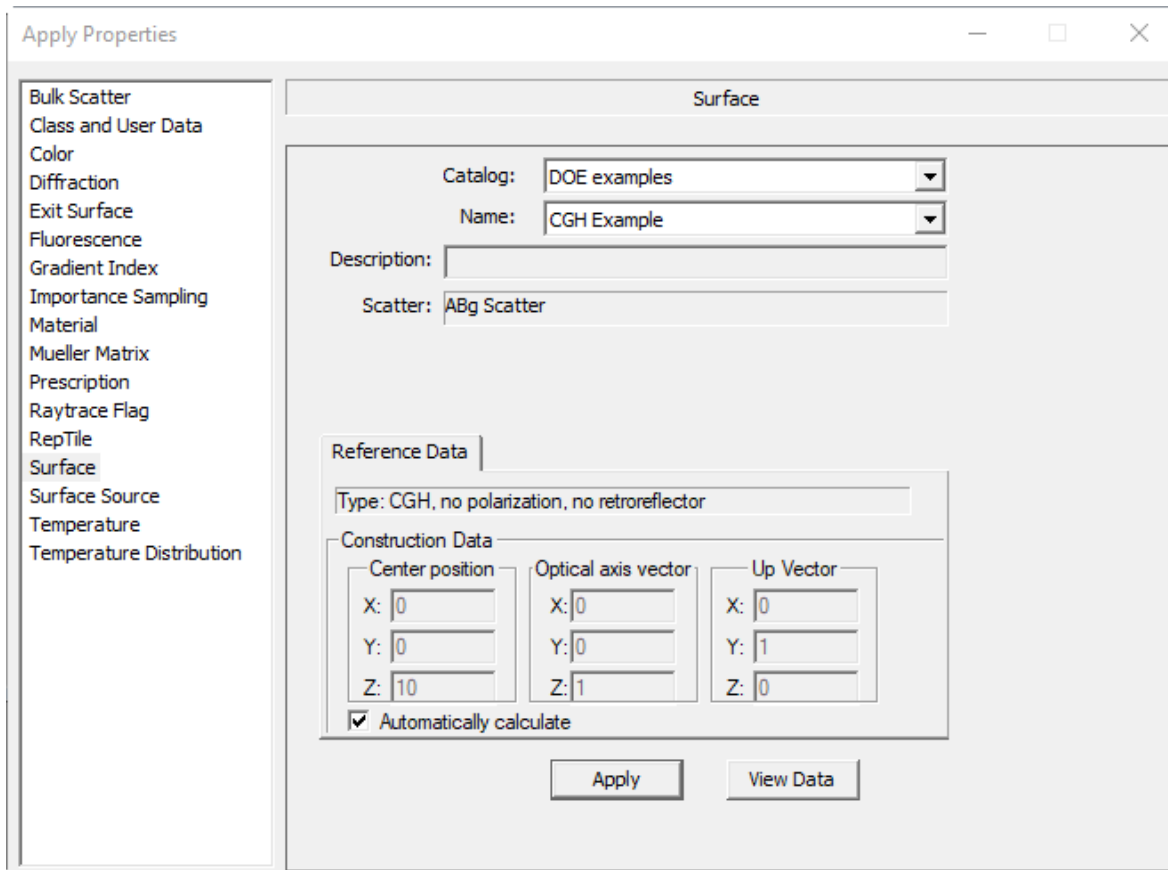 Apply Properties
Bulk Scatter
Class and User Data
Color
Diffraction
Exit Surface
Fluorescence
Gradient Index
Importance Sampling
Material
Mueller Matrix
Prescription
Raytrace Flag
RepTile
Surface
Surface Source
Temperature
Temperature Distribution
Surface
Catalog: DOE examples
Name: CGH Example
Description:
Scatter: ABg Scatter
Reference Data
Type: CGH, no polarization, no retroreflector
Construction Data
Center position Optical axis vector Up Vector
X: 0 X: 0 X: 0
Y: 0 Y: 0 Y: 1
Z: 10 Z: 1 Z: 0
Automatically calculate
Apply View Data